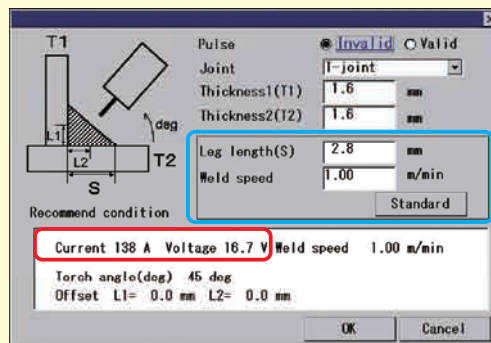 T1
Pulse Invalid Valid
Joint T-joint
Thickness1(T1) 1.6 mm
Thickness2(T2) 1.6 mm
deg
L1
L2
T2
S
Leg length(S) 2.8 mm
Weld speed 1.00 m/min
Standard
Recommend condition
Current 138 A Voltage 16.7 V Weld speed 1.00 m/min
Torch angle(deg) 45 deg
Offset L1= 0.0 mm L2= 0.0 mm
OK Cancel